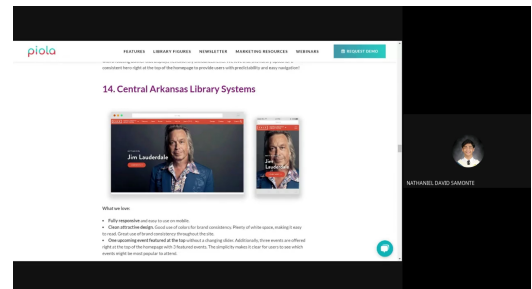 piola
FEATURES LIBRARY FIGURES NEWSLETTER MARKETING RESOURCES WEBINARS REQUEST DEMO
consistent hero right at the top of the homepage to provide users with predictability and easy navigation!
14. Central Arkansas Library Systems
Jim Lauderdale
Jim
Lauderdale
What we love:
• Fully responsive and easy to use on mobile.
• Clean attractive design. Good use of colors for brand consistency. Plenty of white space, making it easy
to read. Great use of brand consistency throughout the site.
• One upcoming event featured at the top without a changing slider. Additionally, three events are offered
right at the top of the homepage with 3 featured events. The simplicity makes it clear for users to see which
events might be most popular to attend.
NATHANIEL DAVID SAMONTE